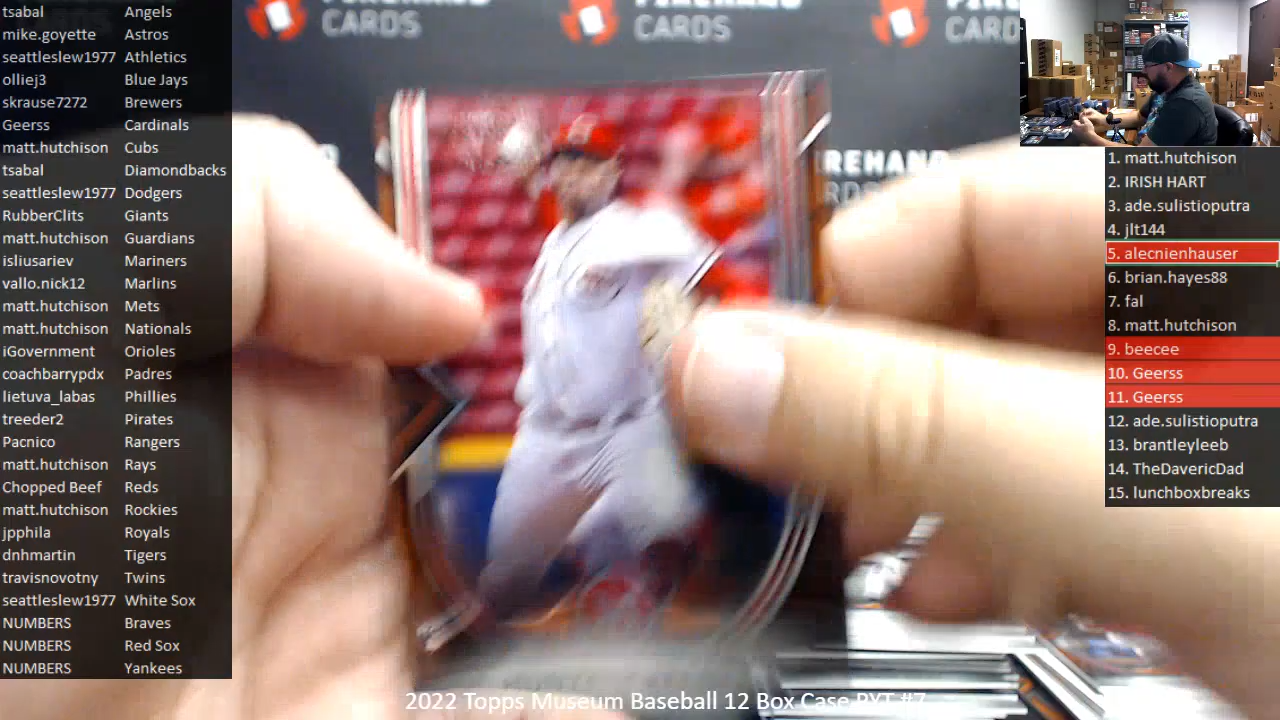 tsabal Angels
mike.goyette Astros
seattleslew1977 Athletics
olliej3 Blue Jays
skrause7272 Brewers
Geerss Cardinals
matt.hutchison Cubs
tsabal Diamondbacks
seattleslew1977 Dodgers
RubberClits Giants
matt.hutchison Guardians
isliusariev Mariners
vallo.nick12 Marlins
matt.hutchison Mets
matt.hutchison Nationals
iGovernment Orioles
coachbarrypdx Padres
lietuva_labas Phillies
treeder2 Pirates
Pacnico Rangers
matt.hutchison Rays
Chopped Beef Reds
matt.hutchison Rockies
jpphila Royals
dnhmartin Tigers
travisnovotny Twins
seattleslew1977 White Sox
NUMBERS Braves
NUMBERS Red Sox
NUMBERS Yankees
CARDS
CARDS
CARD
REHAND
ARDS
1. matt.hutchison
2. IRISH HART
3. ade.sulistioputra
4. jlt144
5. alecnienhauser
6. brian.hayes88
7. fal
8. matt.hutchison
9. beecee
10. Geerss
11. Geerss
12. ade.sulistioputra
13. brantleyleeb
14. TheDavericDad
15. lunchboxbreaks
2022 Topps Museum Baseball 12 Box Case PYT #7